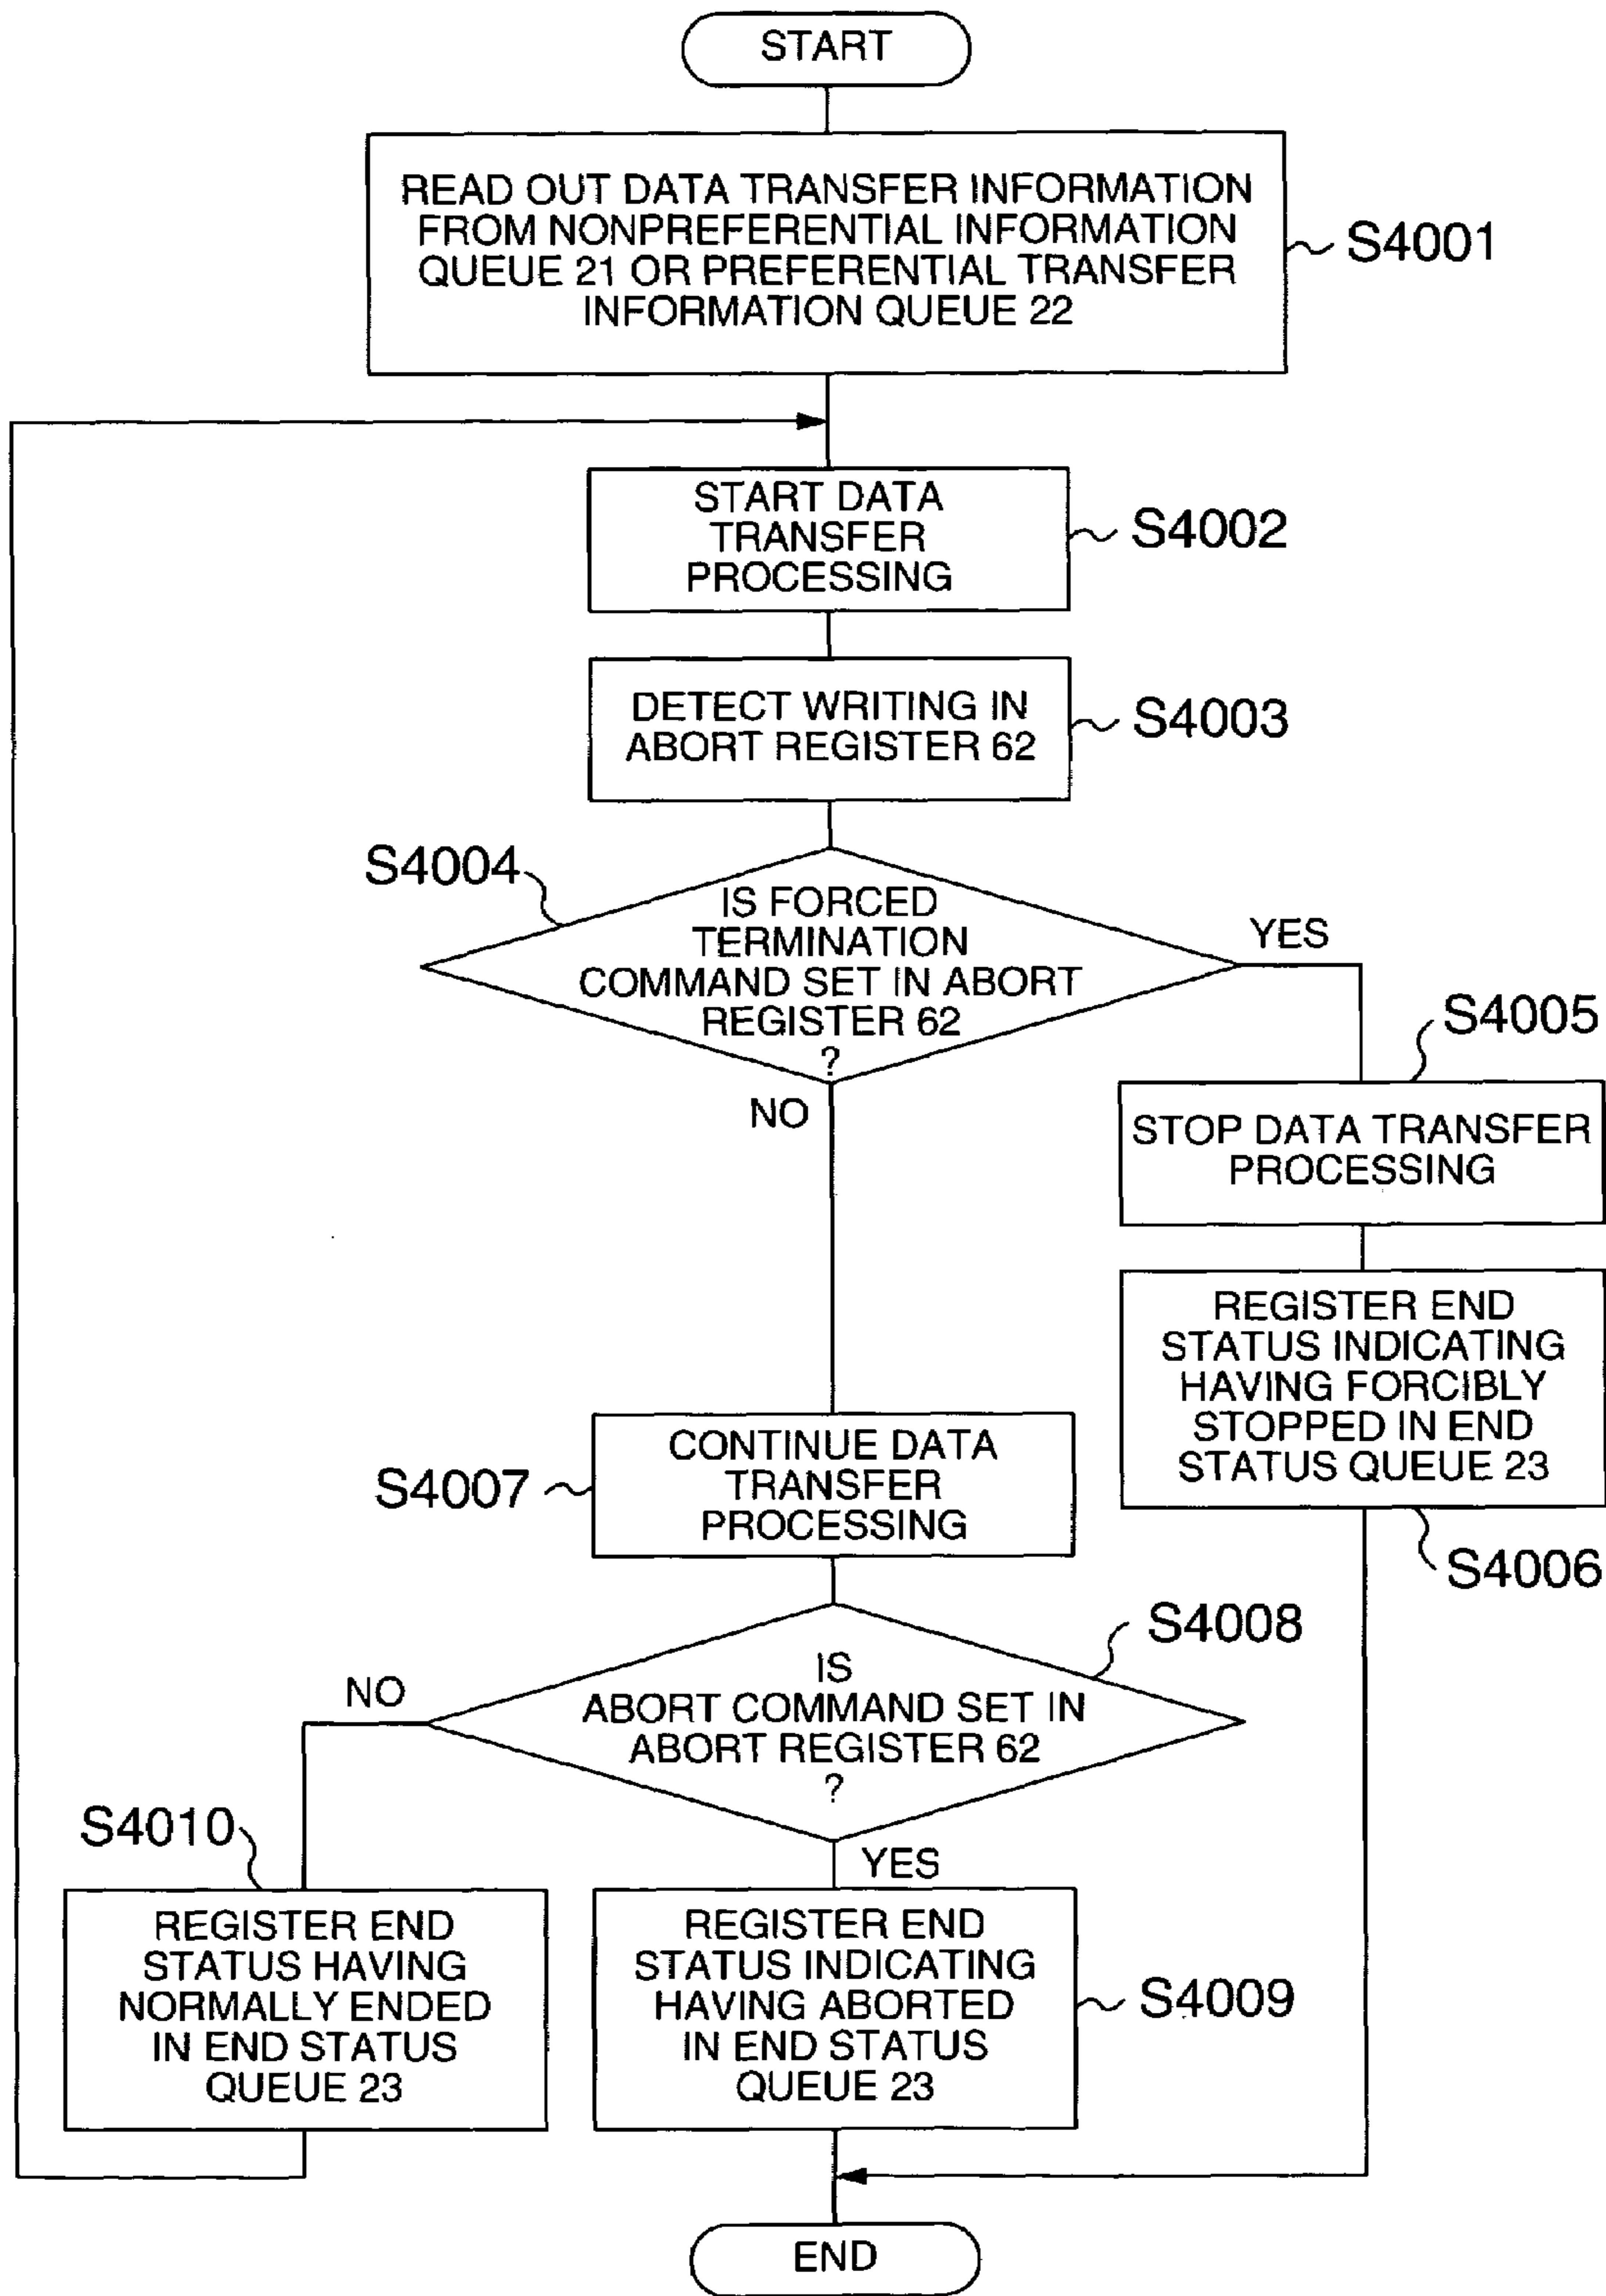 START
READ OUT DATA TRANSFER INFORMATION
FROM NONPREFERENTIAL INFORMATION
QUEUE 21 OR PREFERENTIAL TRANSFER
INFORMATION QUEUE 22
S4001
START DATA
TRANSFER
PROCESSING
S4002
DETECT WRITING IN
ABORT REGISTER 62
S4003
S4004
IS FORCED
TERMINATION
COMMAND SET IN ABORT
REGISTER 62
?
YES
NO
S4005
STOP DATA TRANSFER
PROCESSING
REGISTER END
STATUS INDICATING
HAVING FORCIBLY
STOPPED IN END
STATUS QUEUE 23
S4006
S4007
CONTINUE DATA
TRANSFER
PROCESSING
S4008
IS
ABORT COMMAND SET IN
ABORT REGISTER 62
?
NO
YES
S4010
REGISTER END
STATUS HAVING
NORMALLY ENDED
IN END STATUS
QUEUE 23
REGISTER END
STATUS INDICATING
HAVING ABORTED
IN END STATUS
QUEUE 23
S4009
END